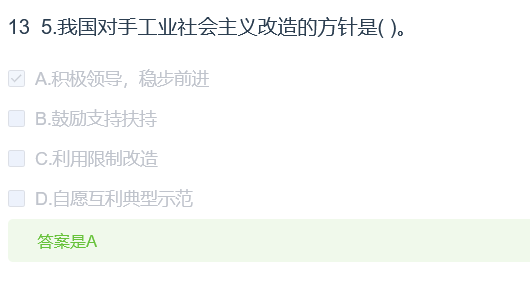 13 5.我国对手工业社会主义改造的方针是( )。
A.积极领导，稳步前进
B.鼓励支持扶持
C.利用限制改造
D.自愿互利典型示范
答案是A